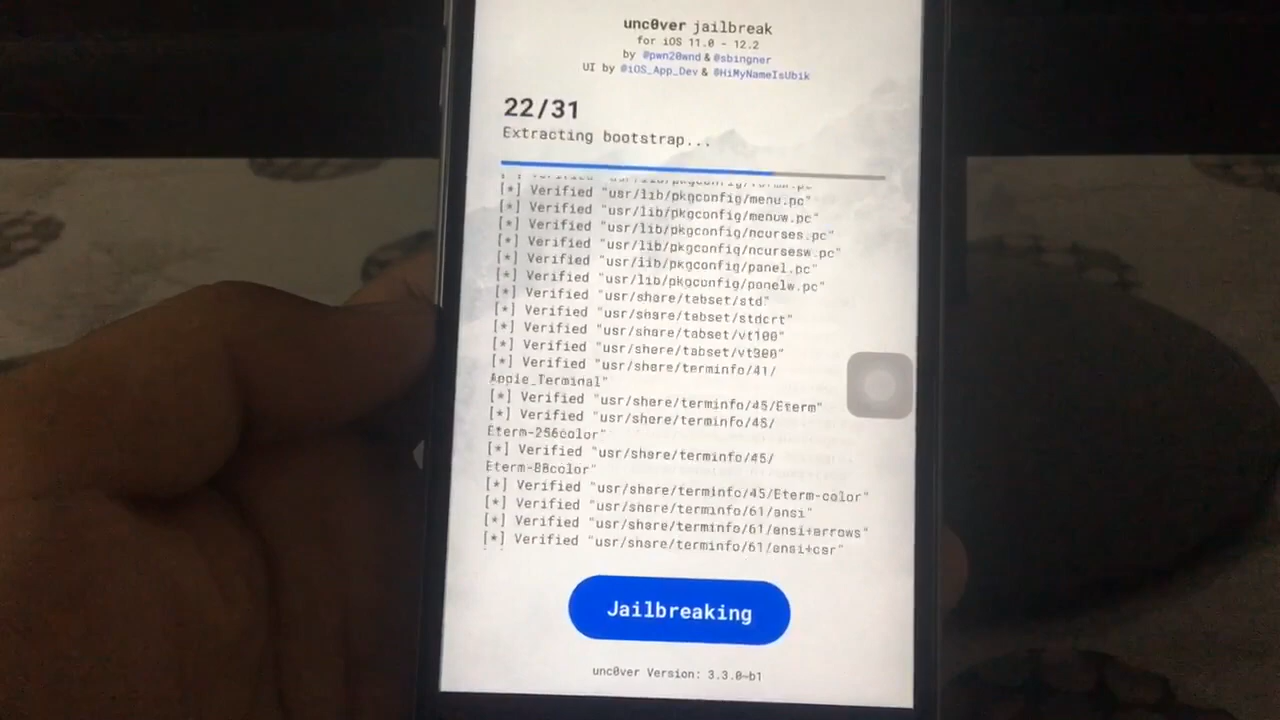 unc0ver jailbreak
for iOS 11.0 - 12.2
by @pwn20wnd & @sbingner
UI by @iOS_App_Dev & @HiMyNameIsUbik
22/31
Extracting bootstrap...
[*] Verified "usr/lib/pkgconfig/menu.pc"
[*] Verified "usr/lib/pkgconfig/menuw.pc"
[*] Verified "usr/lib/pkgconfig/ncurses.pc"
[*] Verified "usr/lib/pkgconfig/ncursesw.pc"
[*] Verified "usr/lib/pkgconfig/panel.pc"
[*] Verified "usr/lib/pkgconfig/panelw.pc"
[*] Verified "usr/share/tabset/std"
[*] Verified "usr/share/tabset/stdcrt"
[*] Verified "usr/share/tabset/vt100"
[*] Verified "usr/share/tabset/vt300"
[*] Verified "usr/share/terminfo/41/
Apple_Terminal"
[*] Verified "usr/share/terminfo/45/Eterm"
[*] Verified "usr/share/terminfo/45/
Eterm-256color"
[*] Verified "usr/share/terminfo/45/
Eterm-88color"
[*] Verified "usr/share/terminfo/45/Eterm-color"
[*] Verified "usr/share/terminfo/61/ansi"
[*] Verified "usr/share/terminfo/61/ansi+arrows"
[*] Verified "usr/share/terminfo/61/ansi+csr"
Jailbreaking
unc0ver Version: 3.3.0~b1